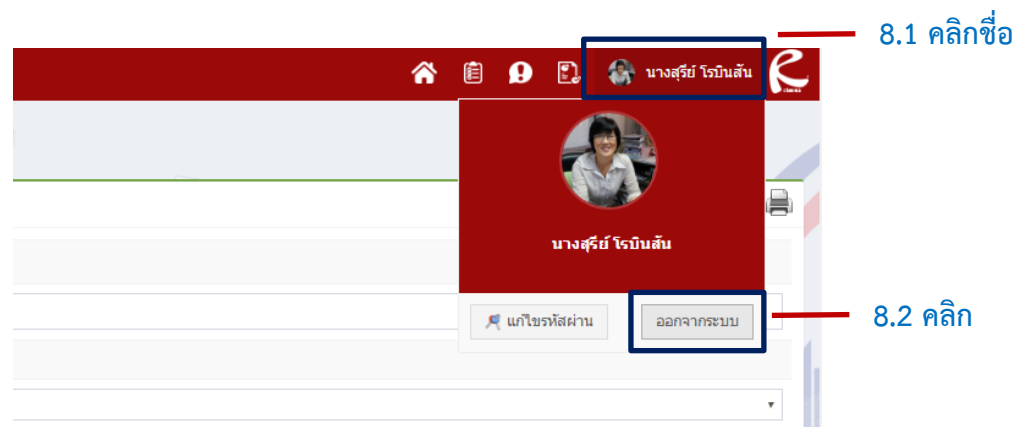 8.1 คลิกชื่อ
นางสุรีย์ โรบินสัน
นางสุรีย์ โรบินสัน
แก้ไขรหัสผ่าน
ออกจากระบบ
8.2 คลิก